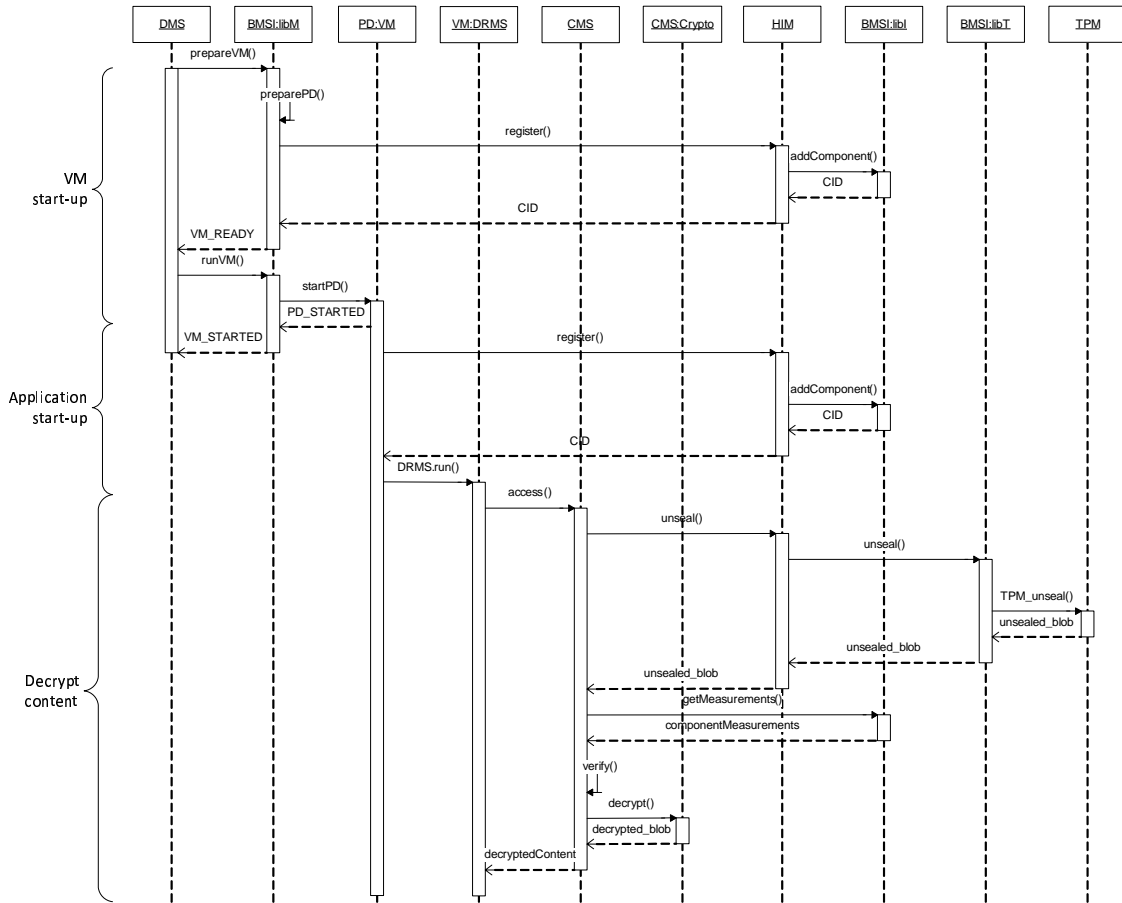 DMS
BMSI:libM
PD:VM
VM:DRMS
CMS
CMS:Crypto
HIM
BMSI:libI
BMSI:libT
TPM
prepareVM()
preparePD()
register()
addComponent()
CID
CID
VM
start-up
VM_READY
runVM()
startPD()
PD_STARTED
VM_STARTED
register()
Application
start-up
addComponent()
CID
CID
DRMS.run()
access()
unseal()
unseal()
TPM_unseal()
unsealed_blob
unsealed_blob
unsealed_blob
Decrypt
content
getMeasurements()
componentMeasurements
verify()
decrypt()
decrypted_blob
decryptedContent